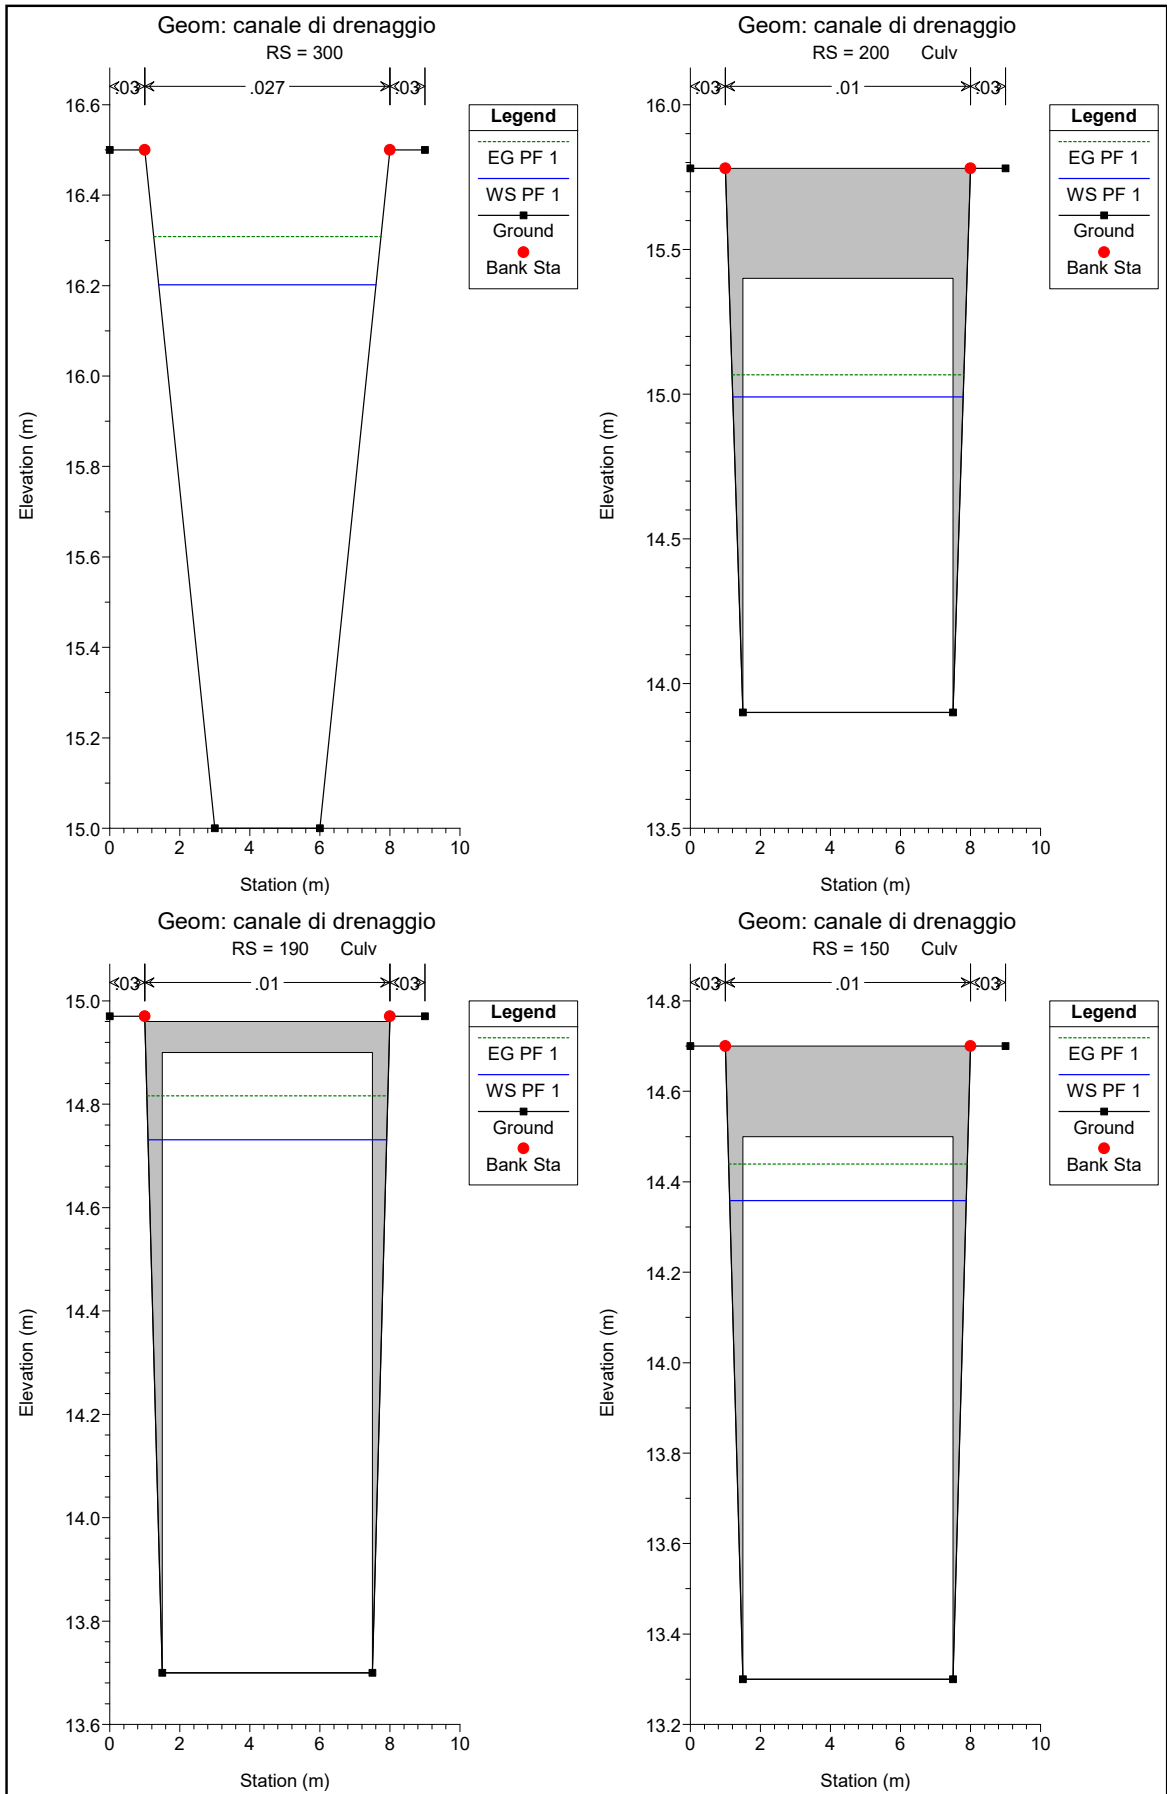 Geom: canale di drenaggio
RS = 300
.03 .027 .03
16.6
16.4
16.2
16.0
15.8
15.6
15.4
15.2
15.0
0 2 4 6 8 10
Station (m)
Elevation (m)
Legend
EG PF 1
WS PF 1
Ground
Bank Sta
Geom: canale di drenaggio
RS = 200 Culv
.03 .01 .03
16.0
15.5
15.0
14.5
14.0
13.5
0 2 4 6 8 10
Station (m)
Elevation (m)
Legend
EG PF 1
WS PF 1
Ground
Bank Sta
Geom: canale di drenaggio
RS = 190 Culv
.03 .01 .03
15.0
14.8
14.6
14.4
14.2
14.0
13.8
13.6
0 2 4 6 8 10
Station (m)
Elevation (m)
Legend
EG PF 1
WS PF 1
Ground
Bank Sta
Geom: canale di drenaggio
RS = 150 Culv
.03 .01 .03
14.8
14.6
14.4
14.2
14.0
13.8
13.6
13.4
13.2
0 2 4 6 8 10
Station (m)
Elevation (m)
Legend
EG PF 1
WS PF 1
Ground
Bank Sta